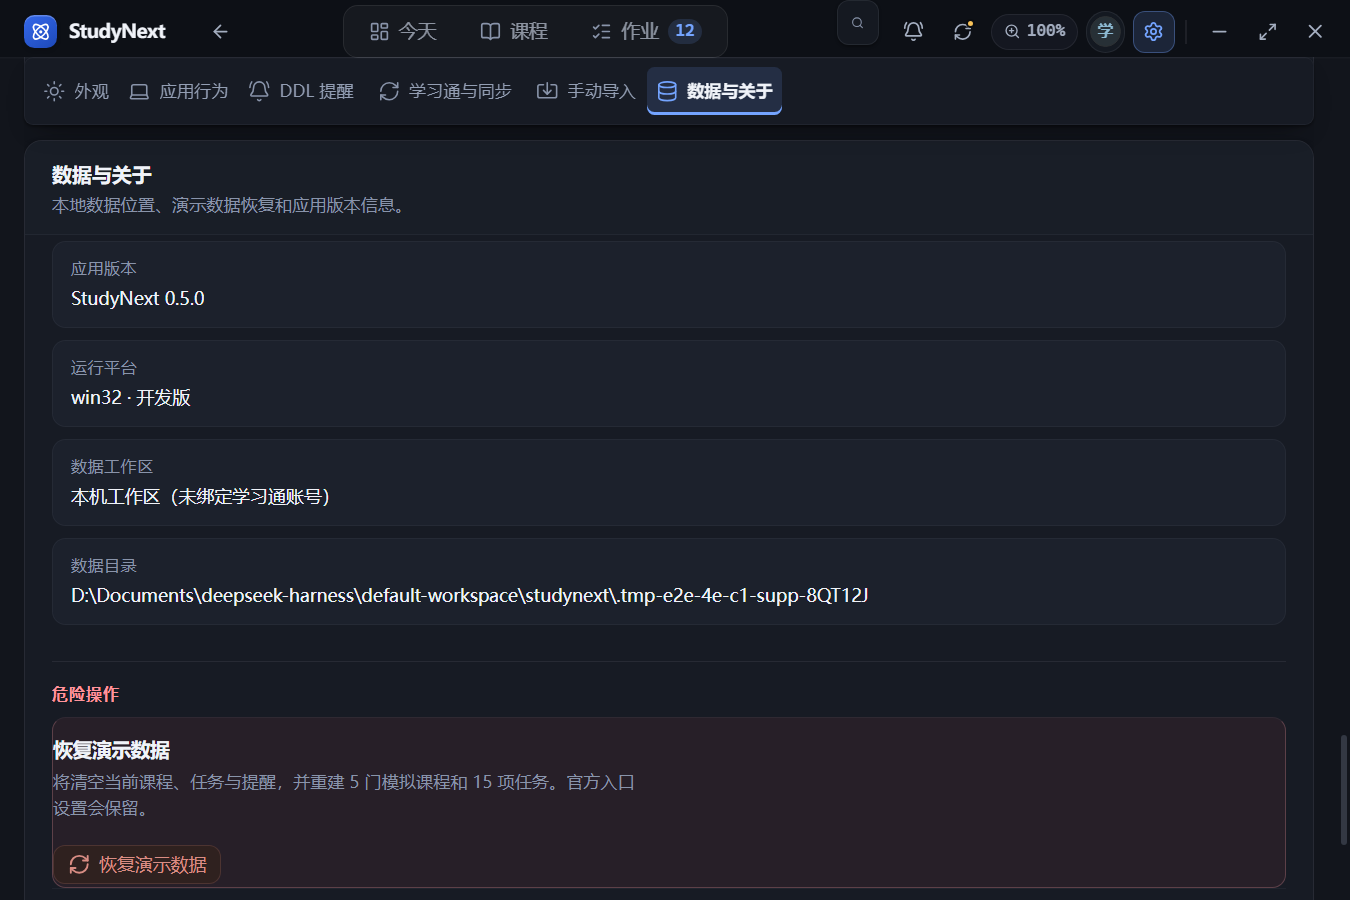 StudyNext
今天
课程
作业 12
100%
学
外观
应用行为
DDL 提醒
学习通与同步
手动导入
数据与关于
数据与关于
本地数据位置、演示数据恢复和应用版本信息。
应用版本
StudyNext 0.5.0
运行平台
win32 · 开发版
数据工作区
本机工作区（未绑定学习通账号）
数据目录
D:\Documents\deepseek-harness\default-workspace\studynext\.tmp-e2e-4e-c1-supp-8QT12J
危险操作
恢复演示数据
将清空当前课程、任务与提醒，并重建 5 门模拟课程和 15 项任务。官方入口
设置会保留。
恢复演示数据